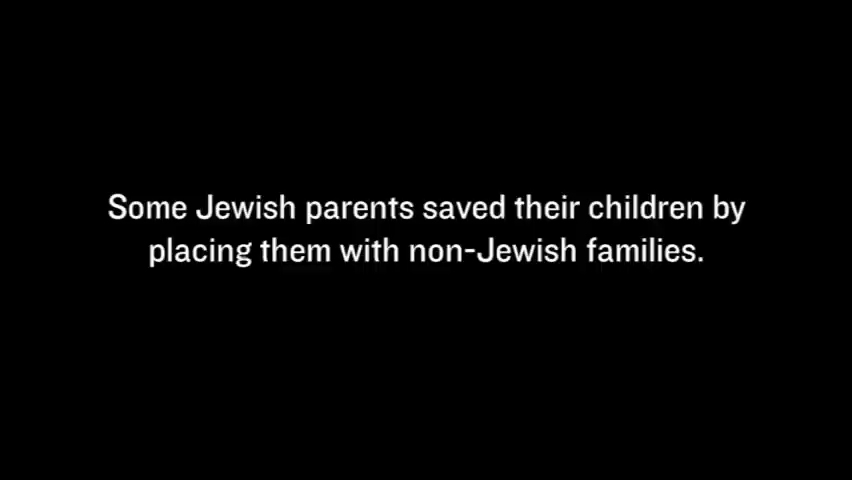 Some Jewish parents saved their children by
placing them with non-Jewish families.